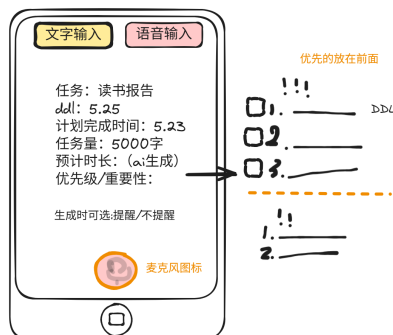 文字输入
语音输入
任务：读书报告
ddl：5.25
计划完成时间：5.23
任务量：5000字
预计时长：（ai生成）
优先级/重要性：
生成时可选:提醒/不提醒
麦克风图标
优先的放在前面
!!!
1.
DDL
2
3.
!!
1.
2.